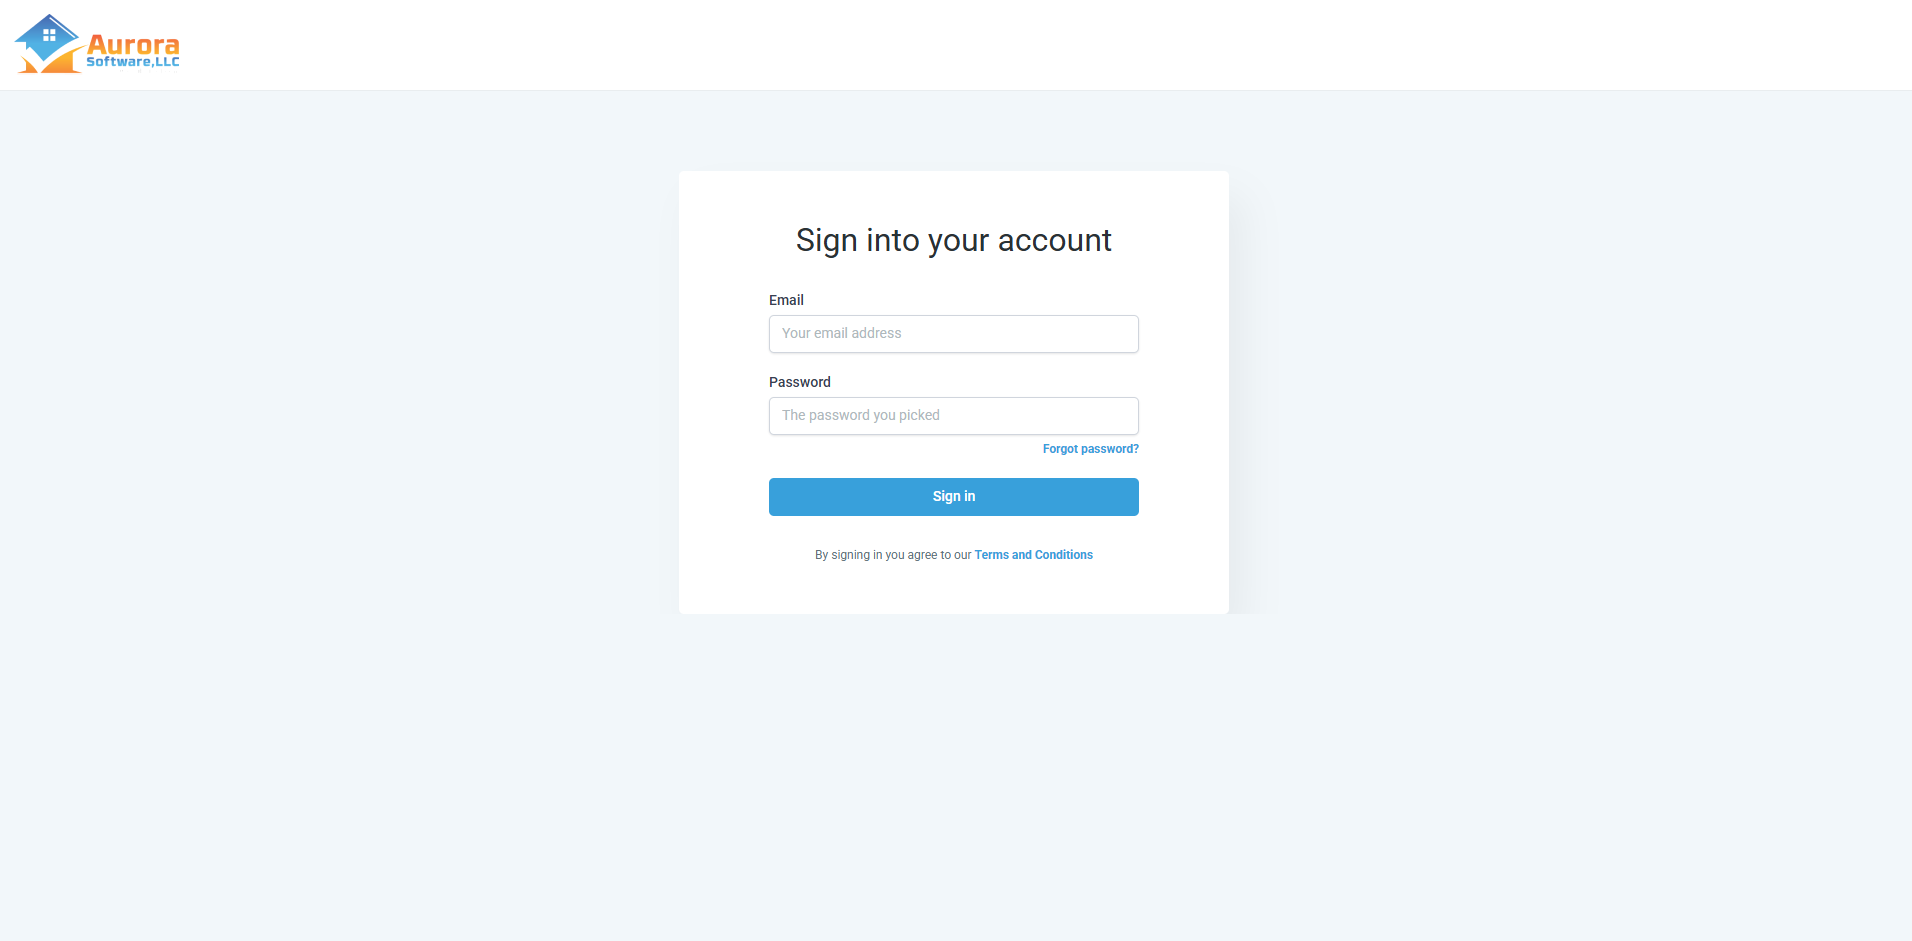 Aurora
Software,LLC
Sign into your account
Email
Your email address
Password
The password you picked
Forgot password?
Sign in
By signing in you agree to our Terms and Conditions